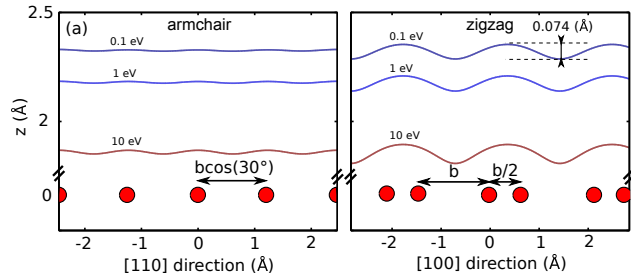 2.5
(a)
armchair
zigzag
0.074 (Å)
0.1 eV
0.1 eV
1 eV
1 eV
z (Å)
2
10 eV
10 eV
bcos(30°)
b
b/2
0
-2
-1
0
1
2
-2
-1
0
1
2
[110] direction (Å)
[100] direction (Å)